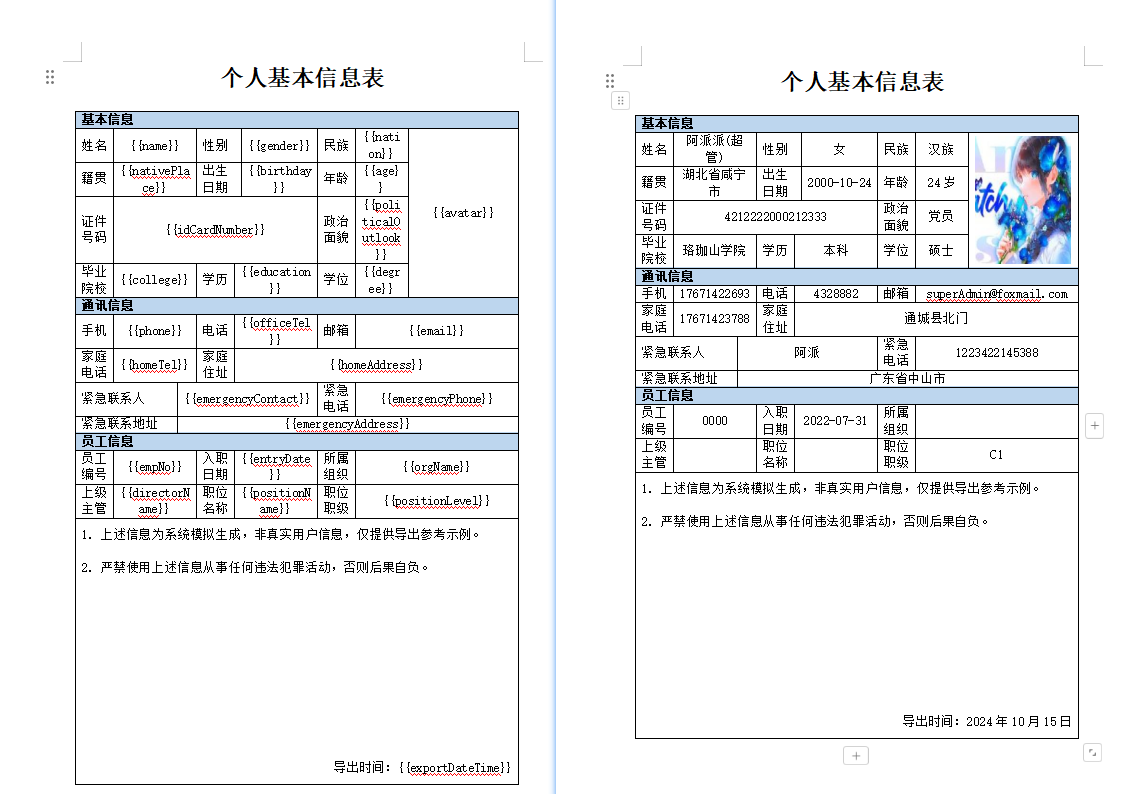 个人基本信息表
基本信息
姓名 {{name}} 性别 {{gender}} 民族 {{nati
on}}
籍贯 {{nativePla
ce}} 出生
日期 {{birthday
}} 年龄 {{age}
}
{{avatar}}
证件
号码 {{idCardNumber}} 政治
面貌 {{poli
ticalO
utlook
}}
毕业
院校 {{college}} 学历 {{education
}} 学位 {{degr
ee}}
通讯信息
手机 {{phone}} 电话 {{officeTel
}} 邮箱 {{email}}
家庭
电话 {{homeTel}} 家庭
住址 {{homeAddress}}
紧急联系人 {{emergencyContact}} 紧急
电话 {{emergencyPhone}}
紧急联系地址 {{emergencyAddress}}
员工信息
员工
编号 {{empNo}} 入职
日期 {{entryDate
}} 所属
组织 {{orgName}}
上级
主管 {{directorN
ame}} 职位
名称 {{positionN
ame}} 职位
职级 {{positionLevel}}
1. 上述信息为系统模拟生成，非真实用户信息，仅提供导出参考示例。
2. 严禁使用上述信息从事任何违法犯罪活动，否则后果自负。
导出时间：{{exportDateTime}}
个人基本信息表
基本信息
姓名 阿派派(超
管) 性别 女 民族 汉族
籍贯 湖北省咸宁
市 出生
日期 2000-10-24 年龄 24 岁
证件
号码 4212222000212333 政治
面貌 党员
毕业
院校 珞珈山学院 学历 本科 学位 硕士
通讯信息
手机 17671422693 电话 4328882 邮箱 superAdmin@foxmail.com
家庭
电话 17671423788 家庭
住址 通城县北门
紧急联系人 阿派 紧急
电话 1223422145388
紧急联系地址 广东省中山市
员工信息
员工
编号 0000 入职
日期 2022-07-31 所属
组织
上级
主管 职位
名称 职位
职级 C1
1. 上述信息为系统模拟生成，非真实用户信息，仅提供导出参考示例。
2. 严禁使用上述信息从事任何违法犯罪活动，否则后果自负。
导出时间：2024 年 10 月 15 日